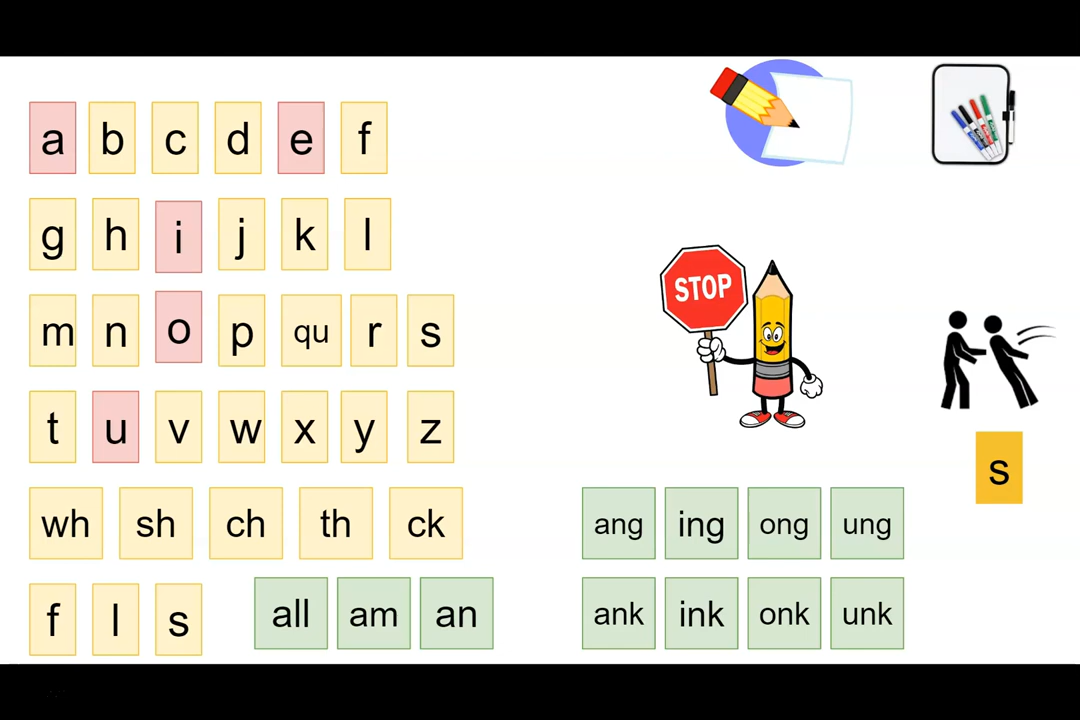 a b c d e f
g h i j k l
STOP
m n o p qu r s
t u v w x y z
s
wh sh ch th ck
ang ing ong ung
f l s all am an
ank ink onk unk